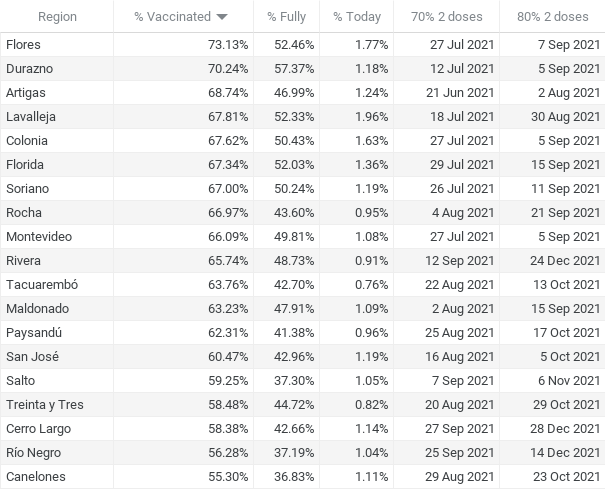 Region % Vaccinated % Fully % Today 70% 2 doses 80% 2 doses
Flores 73.13% 52.46% 1.77% 27 Jul 2021 7 Sep 2021
Durazno 70.24% 57.37% 1.18% 12 Jul 2021 5 Sep 2021
Artigas 68.74% 46.99% 1.24% 21 Jun 2021 2 Aug 2021
Lavalleja 67.81% 52.33% 1.96% 18 Jul 2021 30 Aug 2021
Colonia 67.62% 50.43% 1.63% 27 Jul 2021 5 Sep 2021
Florida 67.34% 52.03% 1.36% 29 Jul 2021 15 Sep 2021
Soriano 67.00% 50.24% 1.19% 26 Jul 2021 11 Sep 2021
Rocha 66.97% 43.60% 0.95% 4 Aug 2021 21 Sep 2021
Montevideo 66.09% 49.81% 1.08% 27 Jul 2021 5 Sep 2021
Rivera 65.74% 48.73% 0.91% 12 Sep 2021 24 Dec 2021
Tacuarembó 63.76% 42.70% 0.76% 22 Aug 2021 13 Oct 2021
Maldonado 63.23% 47.91% 1.09% 2 Aug 2021 15 Sep 2021
Paysandú 62.31% 41.38% 0.96% 25 Aug 2021 17 Oct 2021
San José 60.47% 42.96% 1.19% 16 Aug 2021 5 Oct 2021
Salto 59.25% 37.30% 1.05% 7 Sep 2021 6 Nov 2021
Treinta y Tres 58.48% 44.72% 0.82% 20 Aug 2021 29 Oct 2021
Cerro Largo 58.38% 42.66% 1.14% 27 Sep 2021 28 Dec 2021
Río Negro 56.28% 37.19% 1.04% 25 Sep 2021 14 Dec 2021
Canelones 55.30% 36.83% 1.11% 29 Aug 2021 23 Oct 2021